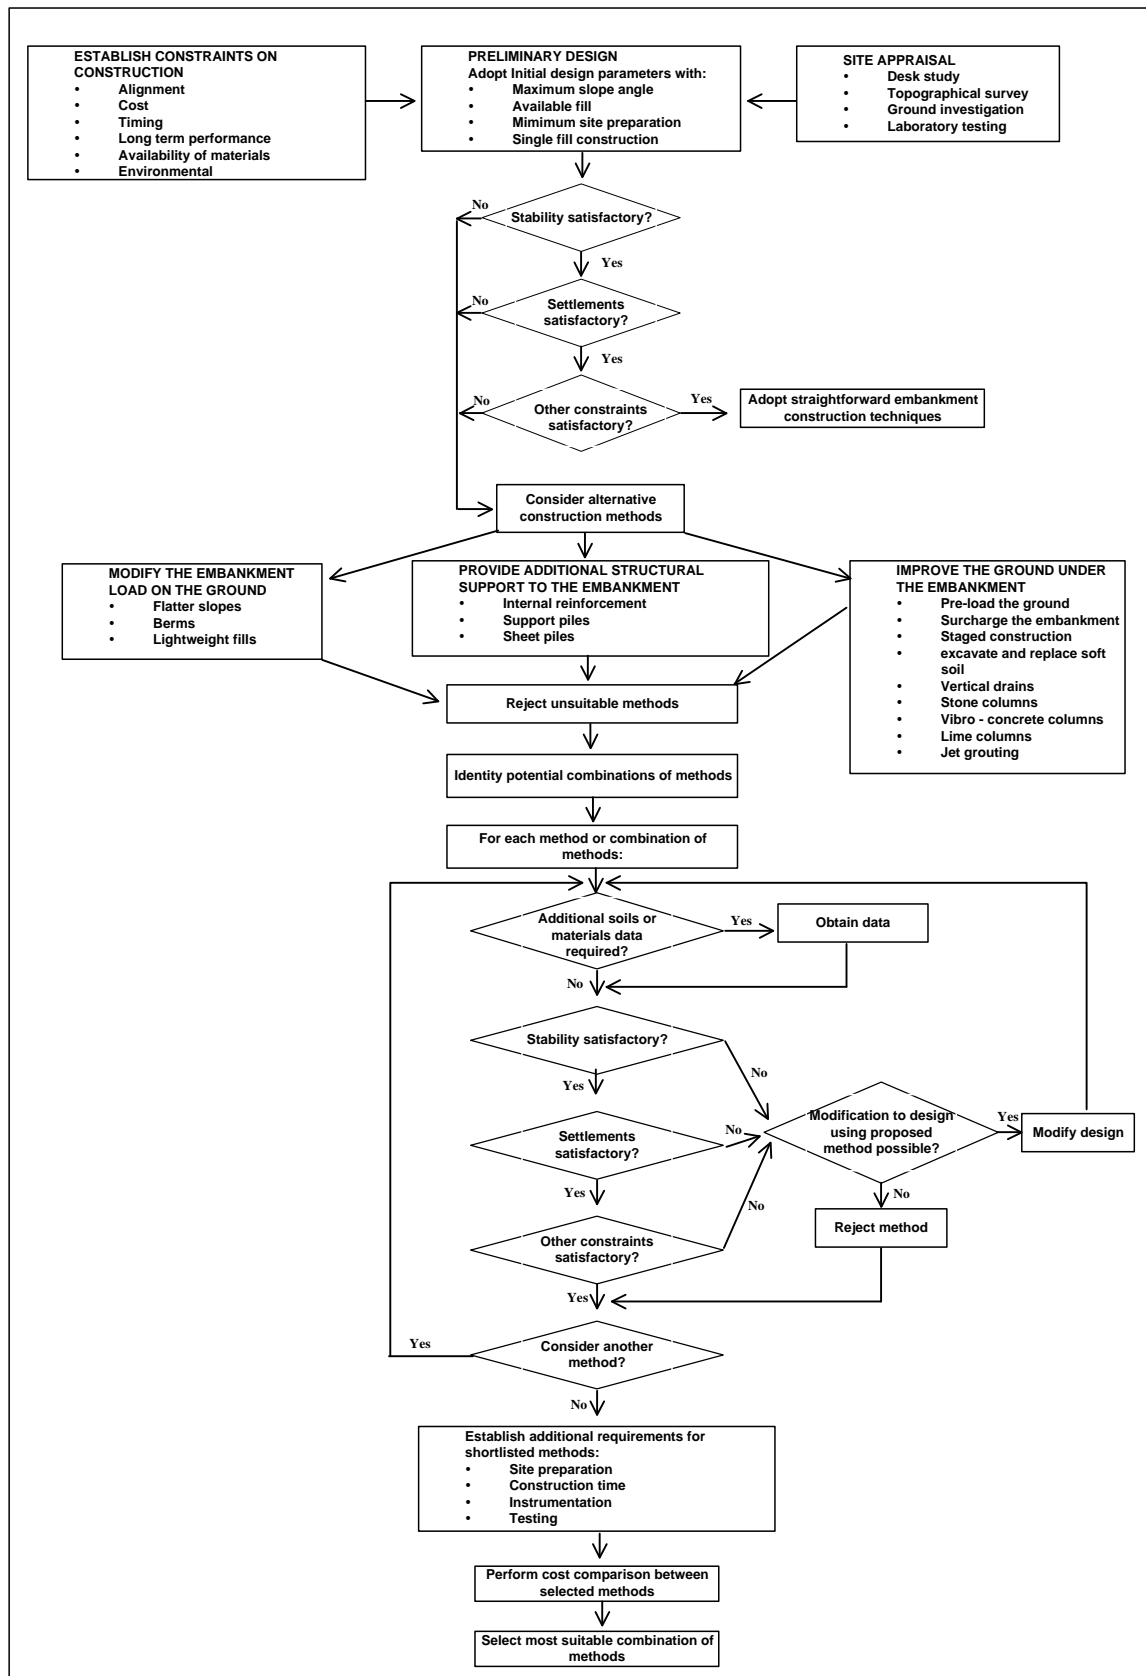 ESTABLISH CONSTRAINTS ON
CONSTRUCTION
• Alignment
• Cost
• Timing
• Long term performance
• Availability of materials
• Environmental
PRELIMINARY DESIGN
Adopt Initial design parameters with:
• Maximum slope angle
• Available fill
• Mimimum site preparation
• Single fill construction
SITE APPRAISAL
• Desk study
• Topographical survey
• Ground investigation
• Laboratory testing
No
Stability satisfactory?
Yes
No
Settlements
satisfactory?
Yes
No
Other constraints
satisfactory?
Yes
Adopt straightforward embankment
construction techniques
Consider alternative
construction methods
MODIFY THE EMBANKMENT
LOAD ON THE GROUND
• Flatter slopes
• Berms
• Lightweight fills
PROVIDE ADDITIONAL STRUCTURAL
SUPPORT TO THE EMBANKMENT
• Internal reinforcement
• Support piles
• Sheet piles
IMPROVE THE GROUND UNDER
THE EMBANKMENT
• Pre-load the ground
• Surcharge the embankment
• Staged construction
• excavate and replace soft
soil
• Vertical drains
• Stone columns
• Vibro - concrete columns
• Lime columns
• Jet grouting
Reject unsuitable methods
Identity potential combinations of methods
For each method or combination of
methods:
Additional soils or
materials data
required?
Yes
Obtain data
No
Stability satisfactory?
No
Yes
Settlements
satisfactory?
No
Modification to design
using proposed
method possible?
Yes
Modify design
Yes
No
No
Reject method
Other constraints
satisfactory?
Yes
Yes
Consider another
method?
No
Establish additional requirements for
shortlisted methods:
• Site preparation
• Construction time
• Instrumentation
• Testing
Perform cost comparison between
selected methods
Select most suitable combination of
methods